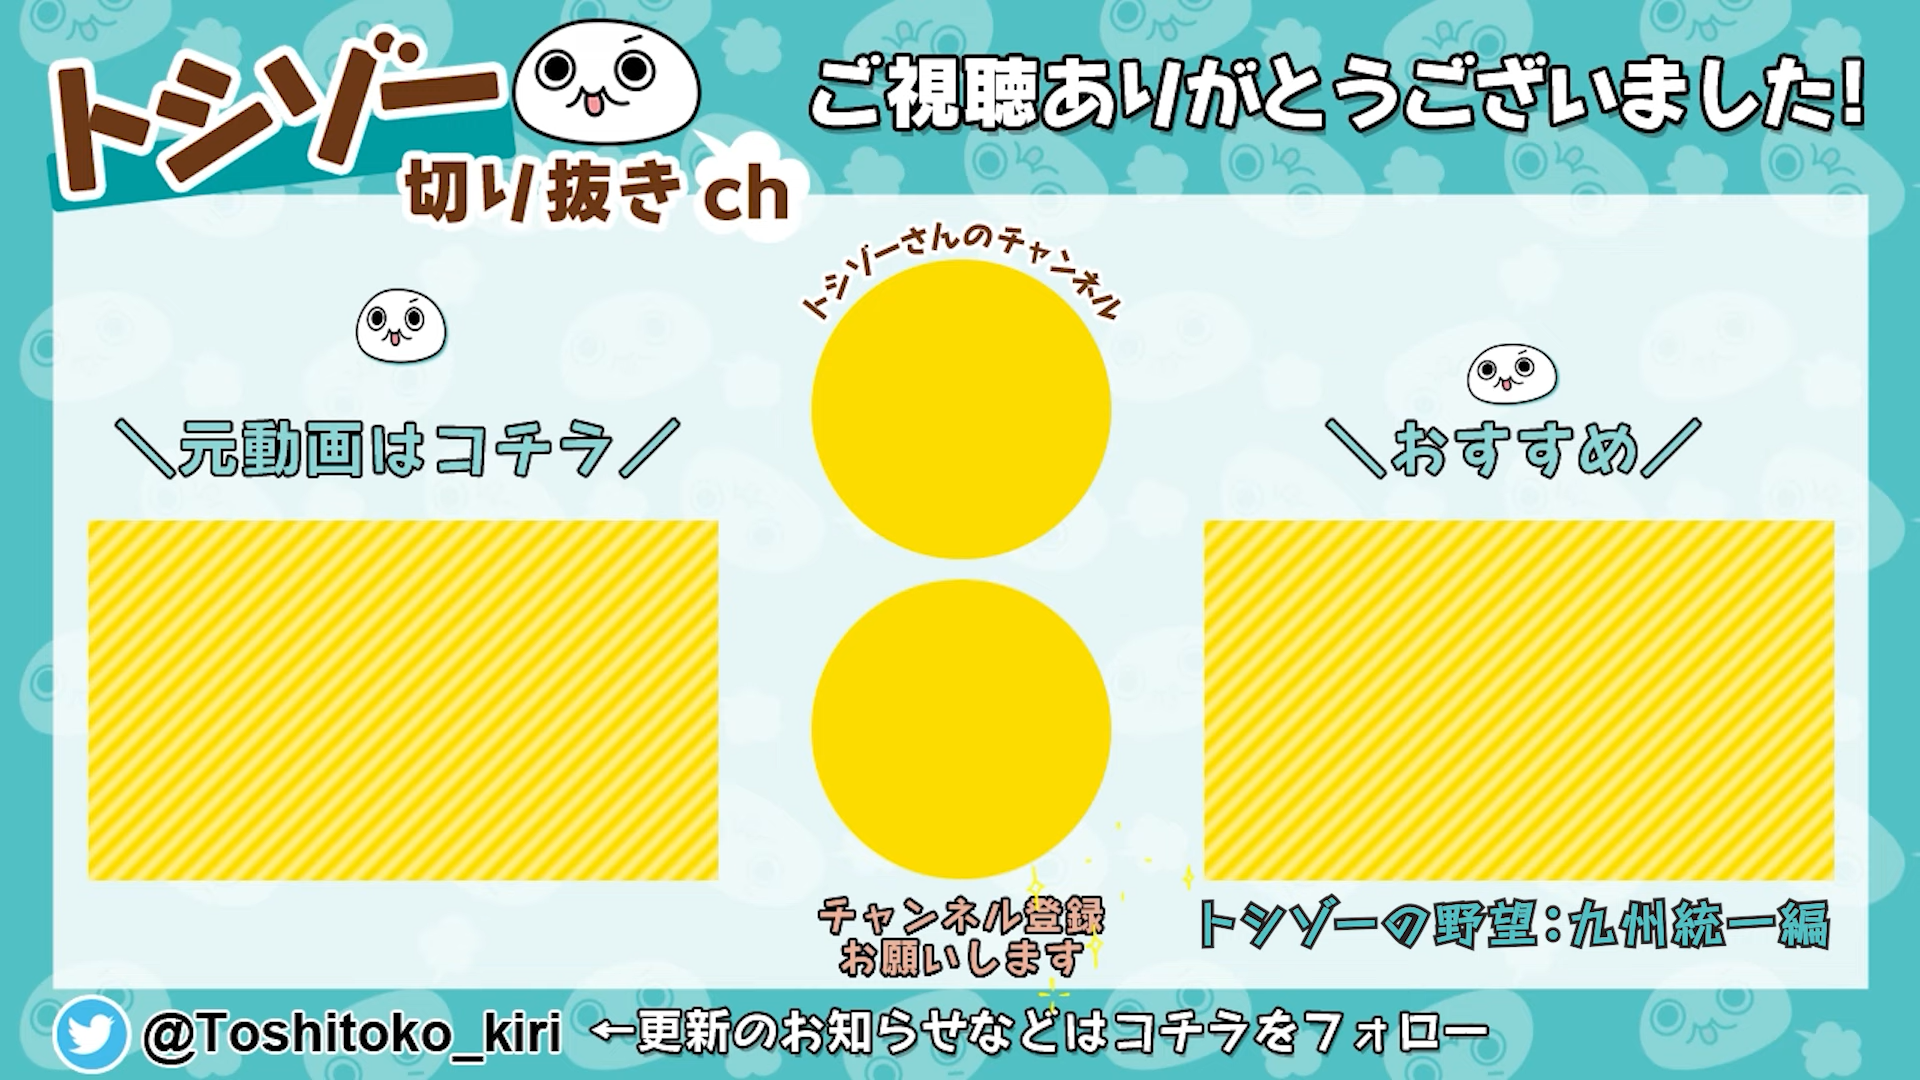 トシゾー
切り抜きch
ご視聴ありがとうございました!
トシゾーさんのチャンネル
＼元動画はコチラ／
＼おすすめ／
チャンネル登録
お願いします
トシゾーの野望:九州統一編
@Toshitoko_kiri ←更新のお知らせなどはコチラをフォロー